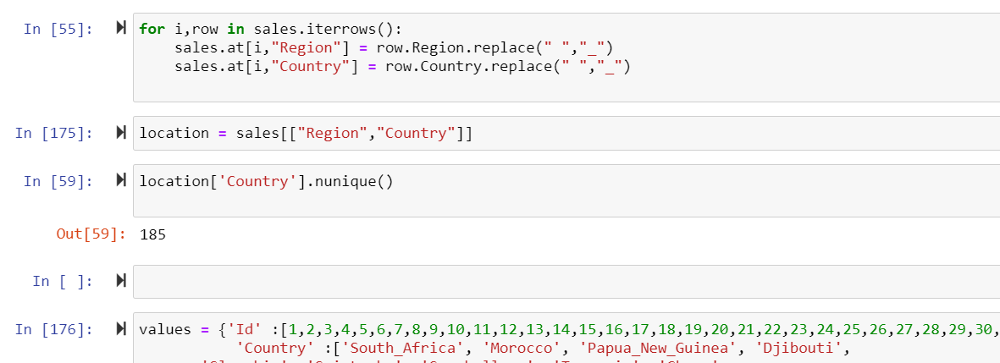 In [55]: for i,row in sales.iterrows():
sales.at[i,"Region"] = row.Region.replace(" ","_")
sales.at[i,"Country"] = row.Country.replace(" ","_")
In [175]: location = sales[["Region","Country"]]
In [59]: location['Country'].nunique()
Out[59]: 185
In [ ]:
In [176]: values = {'Id' :[1,2,3,4,5,6,7,8,9,10,11,12,13,14,15,16,17,18,19,20,21,22,23,24,25,26,27,28,29,30,
'Country' :['South_Africa', 'Morocco', 'Papua_New_Guinea', 'Djibouti',